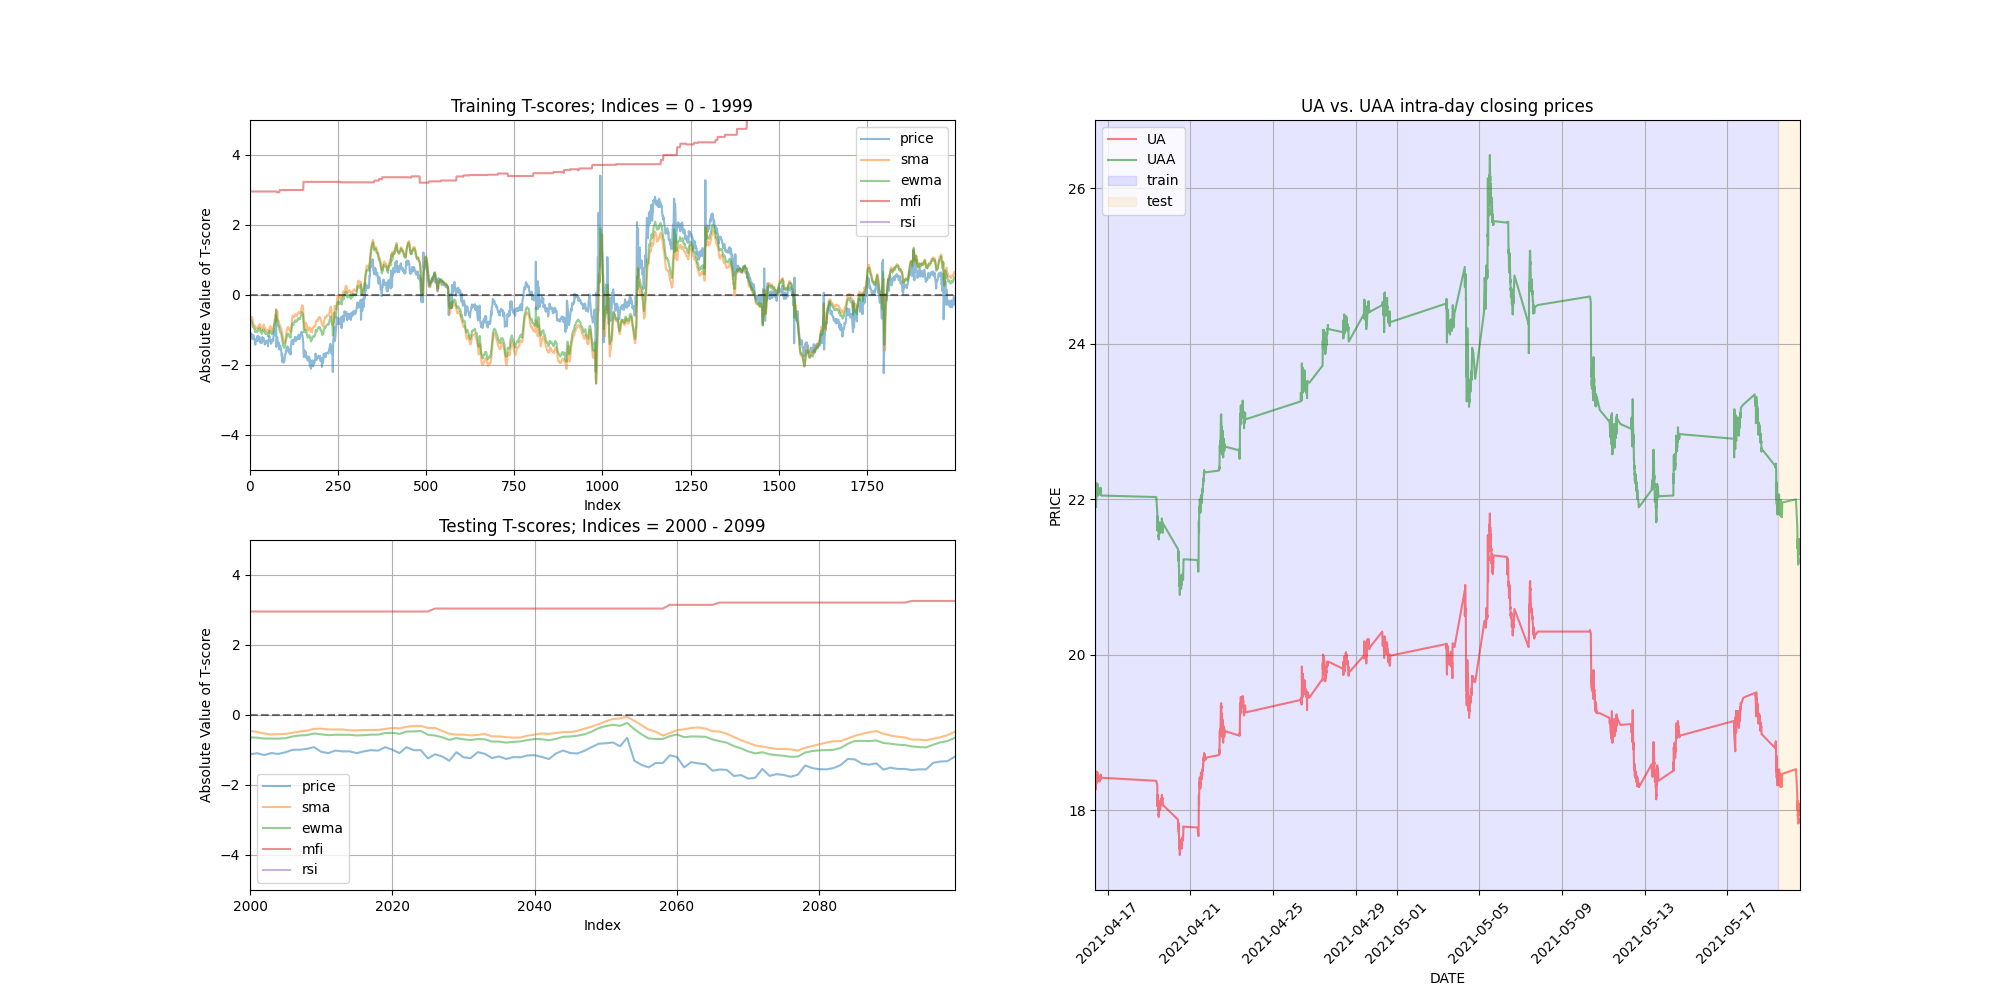 Training T-scores; Indices = 0 - 1999
Absolute Value of T-score
4
2
0
−2
−4
price
sma
ewma
mfi
rsi
0 250 500 750 1000 1250 1500 1750
Index
Testing T-scores; Indices = 2000 - 2099
Absolute Value of T-score
4
2
0
−2
−4
price
sma
ewma
mfi
rsi
2000 2020 2040 2060 2080
Index
UA vs. UAA intra-day closing prices
UA
UAA
train
test
PRICE
26
24
22
20
18
2021-04-17 2021-04-21 2021-04-25 2021-04-29 2021-05-01 2021-05-05 2021-05-09 2021-05-13 2021-05-17
DATE